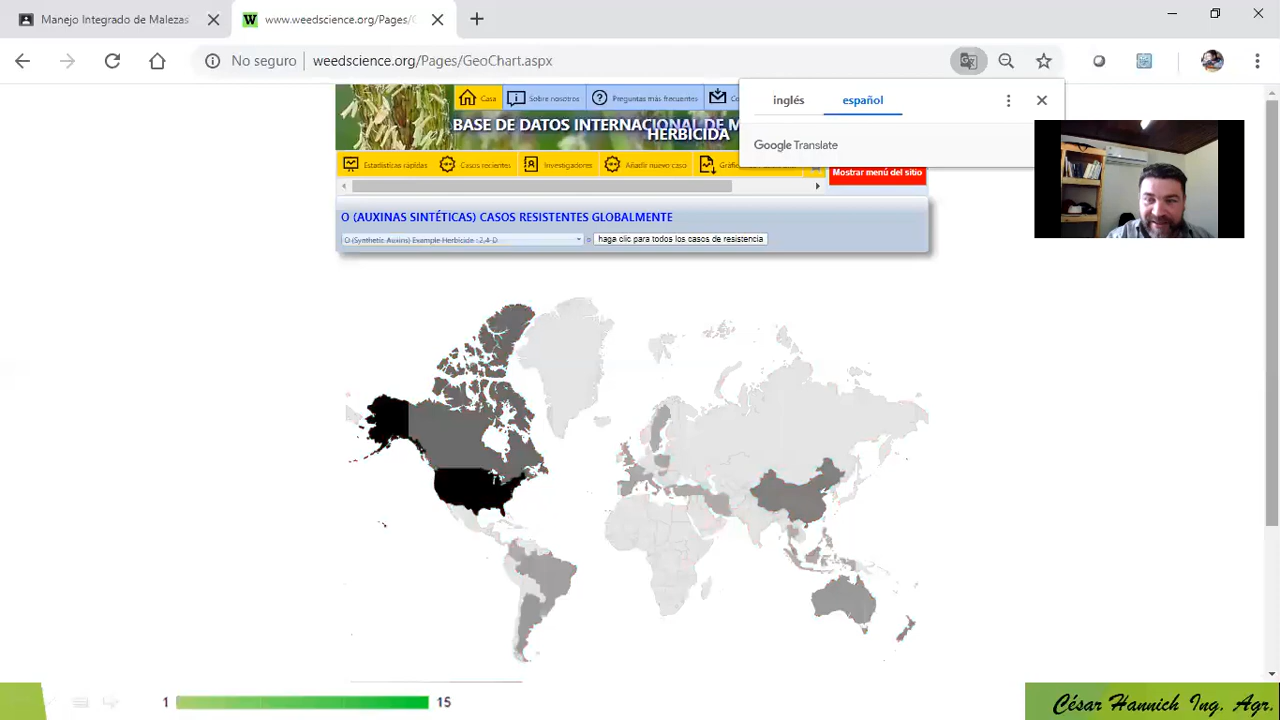 Manejo Integrado de Malezas
www.weedscience.org/Pages/G
No seguro | weedscience.org/Pages/GeoChart.aspx
inglés español
Google Translate
Casa Sobre nosotros Preguntas más frecuentes
BASE DE DATOS INTERNACIONAL DE M
HERBICIDA
Estadísticas rápidas Casos recientes Investigadores Añadir nuevo caso
Mostrar menú del sitio
O (AUXINAS SINTÉTICAS) CASOS RESISTENTES GLOBALMENTE
O (Synthetic Auxins) Example Herbicide : 2,4-D o haga clic para todos los casos de resistencia
1 15
César Hannich Ing. Agr.